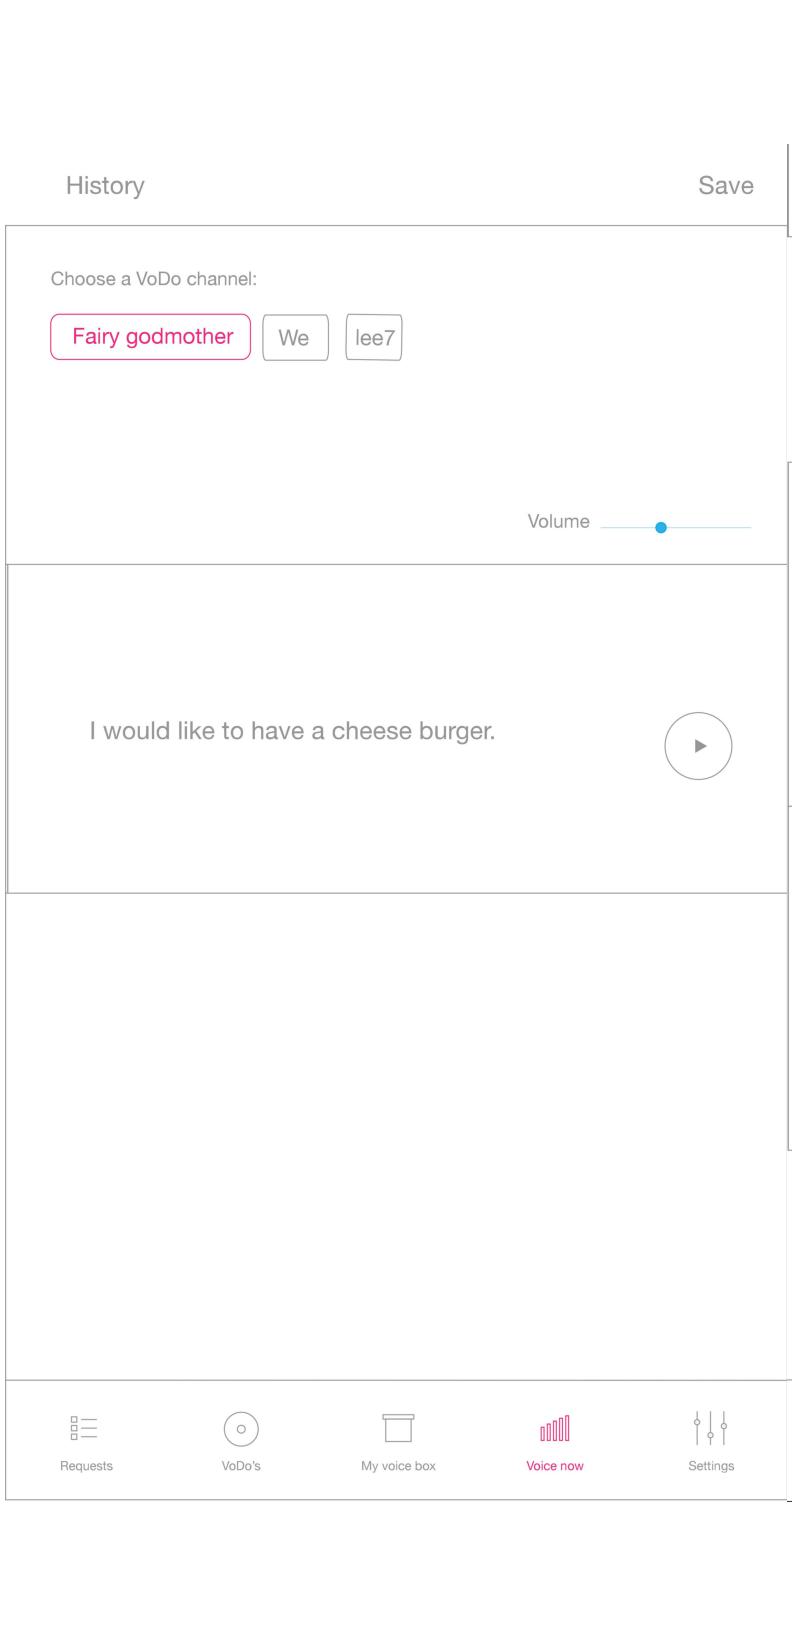 History Save
Choose a VoDo channel:
Fairy godmother We lee7
Volume
I would like to have a cheese burger.
Requests VoDo's My voice box Voice now Settings